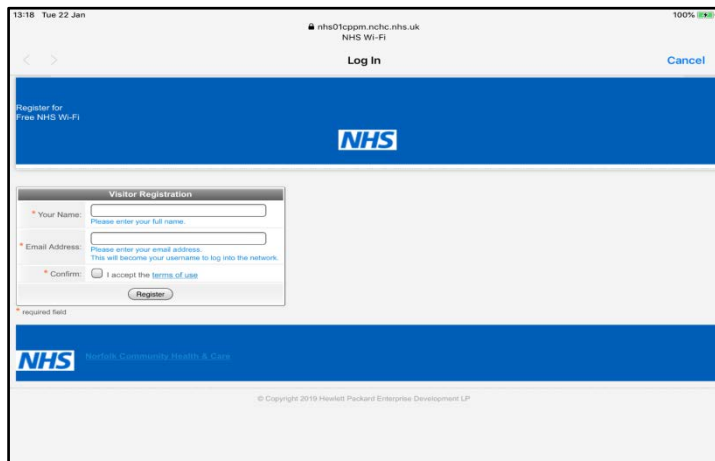 13:18 Tue 22 Jan
100%
nhs01cppm.nchc.nhs.uk
NHS Wi-Fi
Log In
Cancel
Register for
Free NHS Wi-Fi
NHS
Visitor Registration
* Your Name:
Please enter your full name.
* Email Address:
Please enter your email address.
This will become your username to log into the network.
* Confirm: I accept the terms of use
Register
* required field
NHS Norfolk Community Health & Care
© Copyright 2019 Hewlett Packard Enterprise Development LP